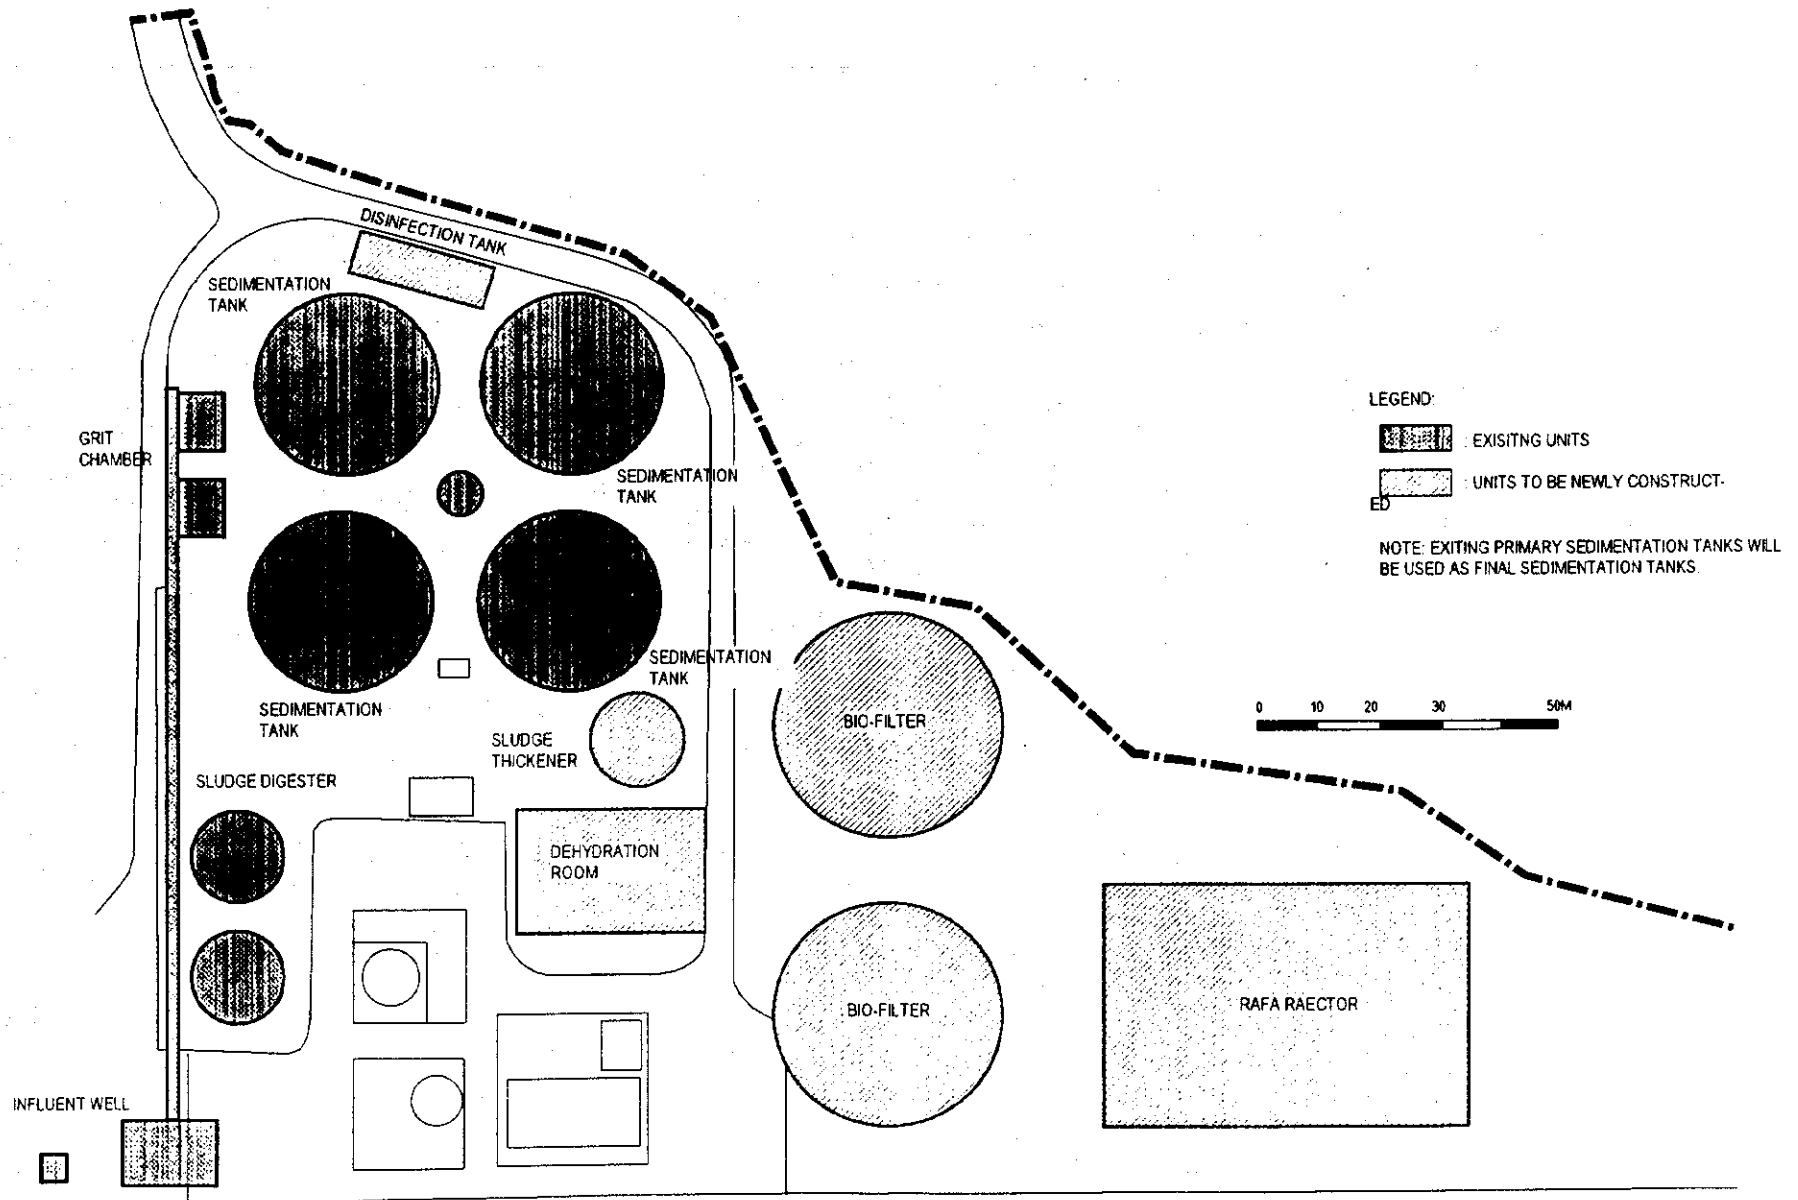 DISINFECTION TANK
SEDIMENTATION
TANK
GRIT
CHAMBER
SEDIMENTATION
TANK
SEDIMENTATION
TANK
SEDIMENTATION
TANK
SLUDGE
THICKENER
SLUDGE DIGESTER
DEHYDRATION
ROOM
INFLUENT WELL
BIO-FILTER
BIO-FILTER
RAFA RAECTOR
LEGEND:
: EXISITNG UNITS
: UNITS TO BE NEWLY CONSTRUCT-
ED
NOTE: EXITING PRIMARY SEDIMENTATION TANKS WILL
BE USED AS FINAL SEDIMENTATION TANKS.
0 10 20 30 50M